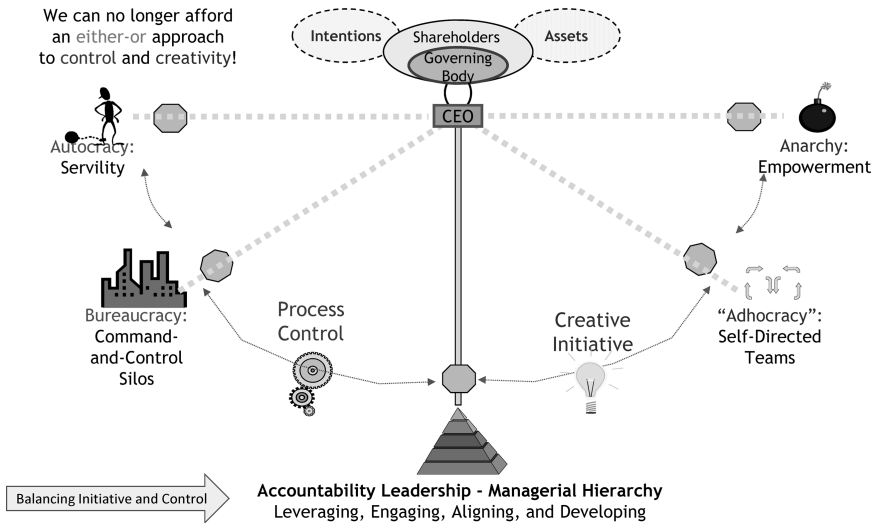 We can no longer afford
an either-or approach
to control and creativity!
Intentions
Shareholders
Assets
Governing
Body
CEO
Autocracy:
Servility
Anarchy:
Empowerment
Bureaucracy:
Command-
and-Control
Silos
Process
Control
Creative
Initiative
“Adhocracy”:
Self-Directed
Teams
Balancing Initiative and Control
Accountability Leadership - Managerial Hierarchy
Leveraging, Engaging, Aligning, and Developing